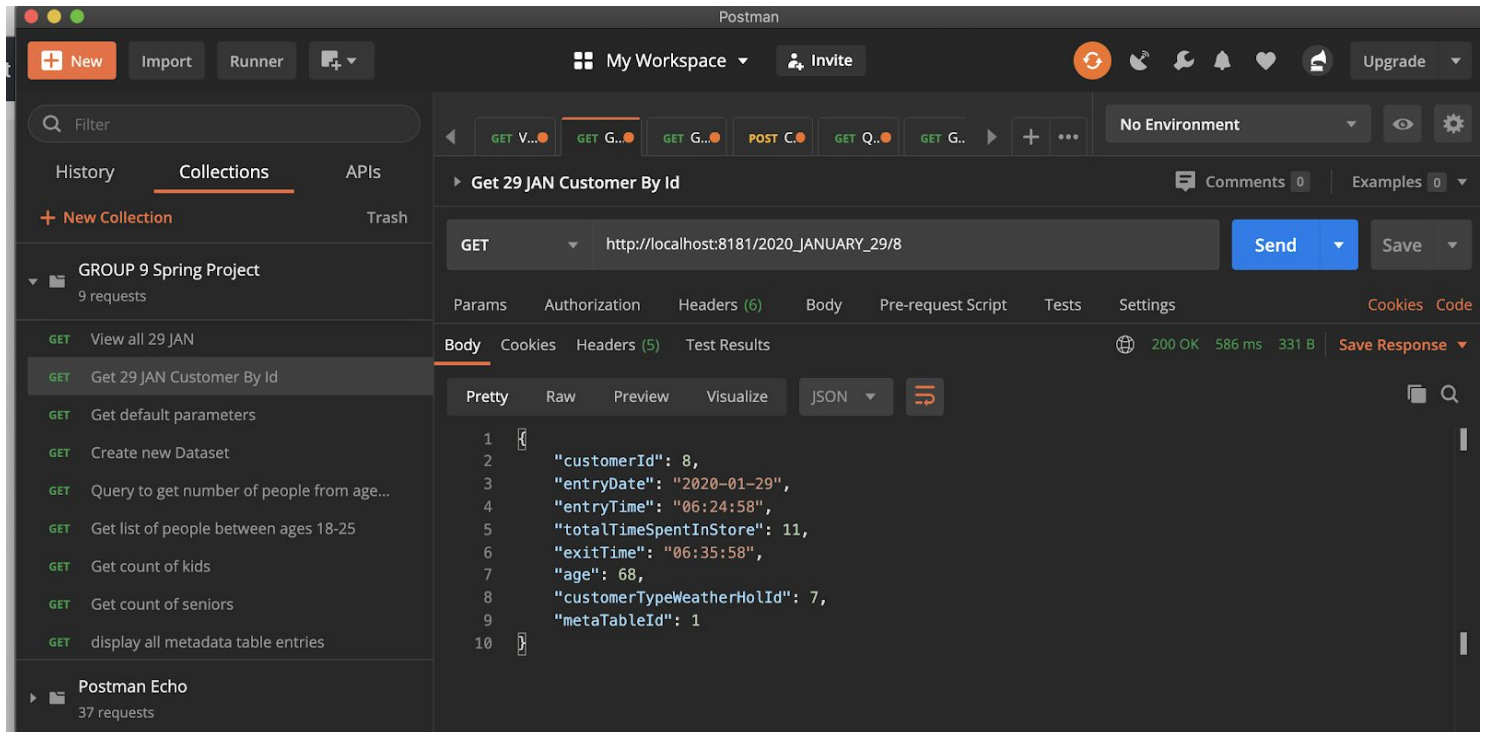 Postman
New Import Runner My Workspace Invite Upgrade
Filter
History Collections APIs
+ New Collection Trash
GROUP 9 Spring Project
9 requests
GET View all 29 JAN
GET Get 29 JAN Customer By Id
GET Get default parameters
GET Create new Dataset
GET Query to get number of people from age...
GET Get list of people between ages 18-25
GET Get count of kids
GET Get count of seniors
GET display all metadata table entries
Postman Echo
37 requests
GET V... GET G... GET G... POST C. GET Q.. GET G.. + ••• No Environment
Get 29 JAN Customer By Id Comments 0 Examples 0
GET http://localhost:8181/2020_JANUARY_29/8 Send Save
Params Authorization Headers (6) Body Pre-request Script Tests Settings Cookies Code
Body Cookies Headers (5) Test Results 200 OK 586 ms 331 B Save Response
Pretty Raw Preview Visualize JSON
1 {
2 "customerId": 8,
3 "entryDate": "2020-01-29",
4 "entryTime": "06:24:58",
5 "totalTimeSpentInStore": 11,
6 "exitTime": "06:35:58",
7 "age": 68,
8 "customerTypeWeatherHolId": 7,
9 "metaTableId": 1
10 }